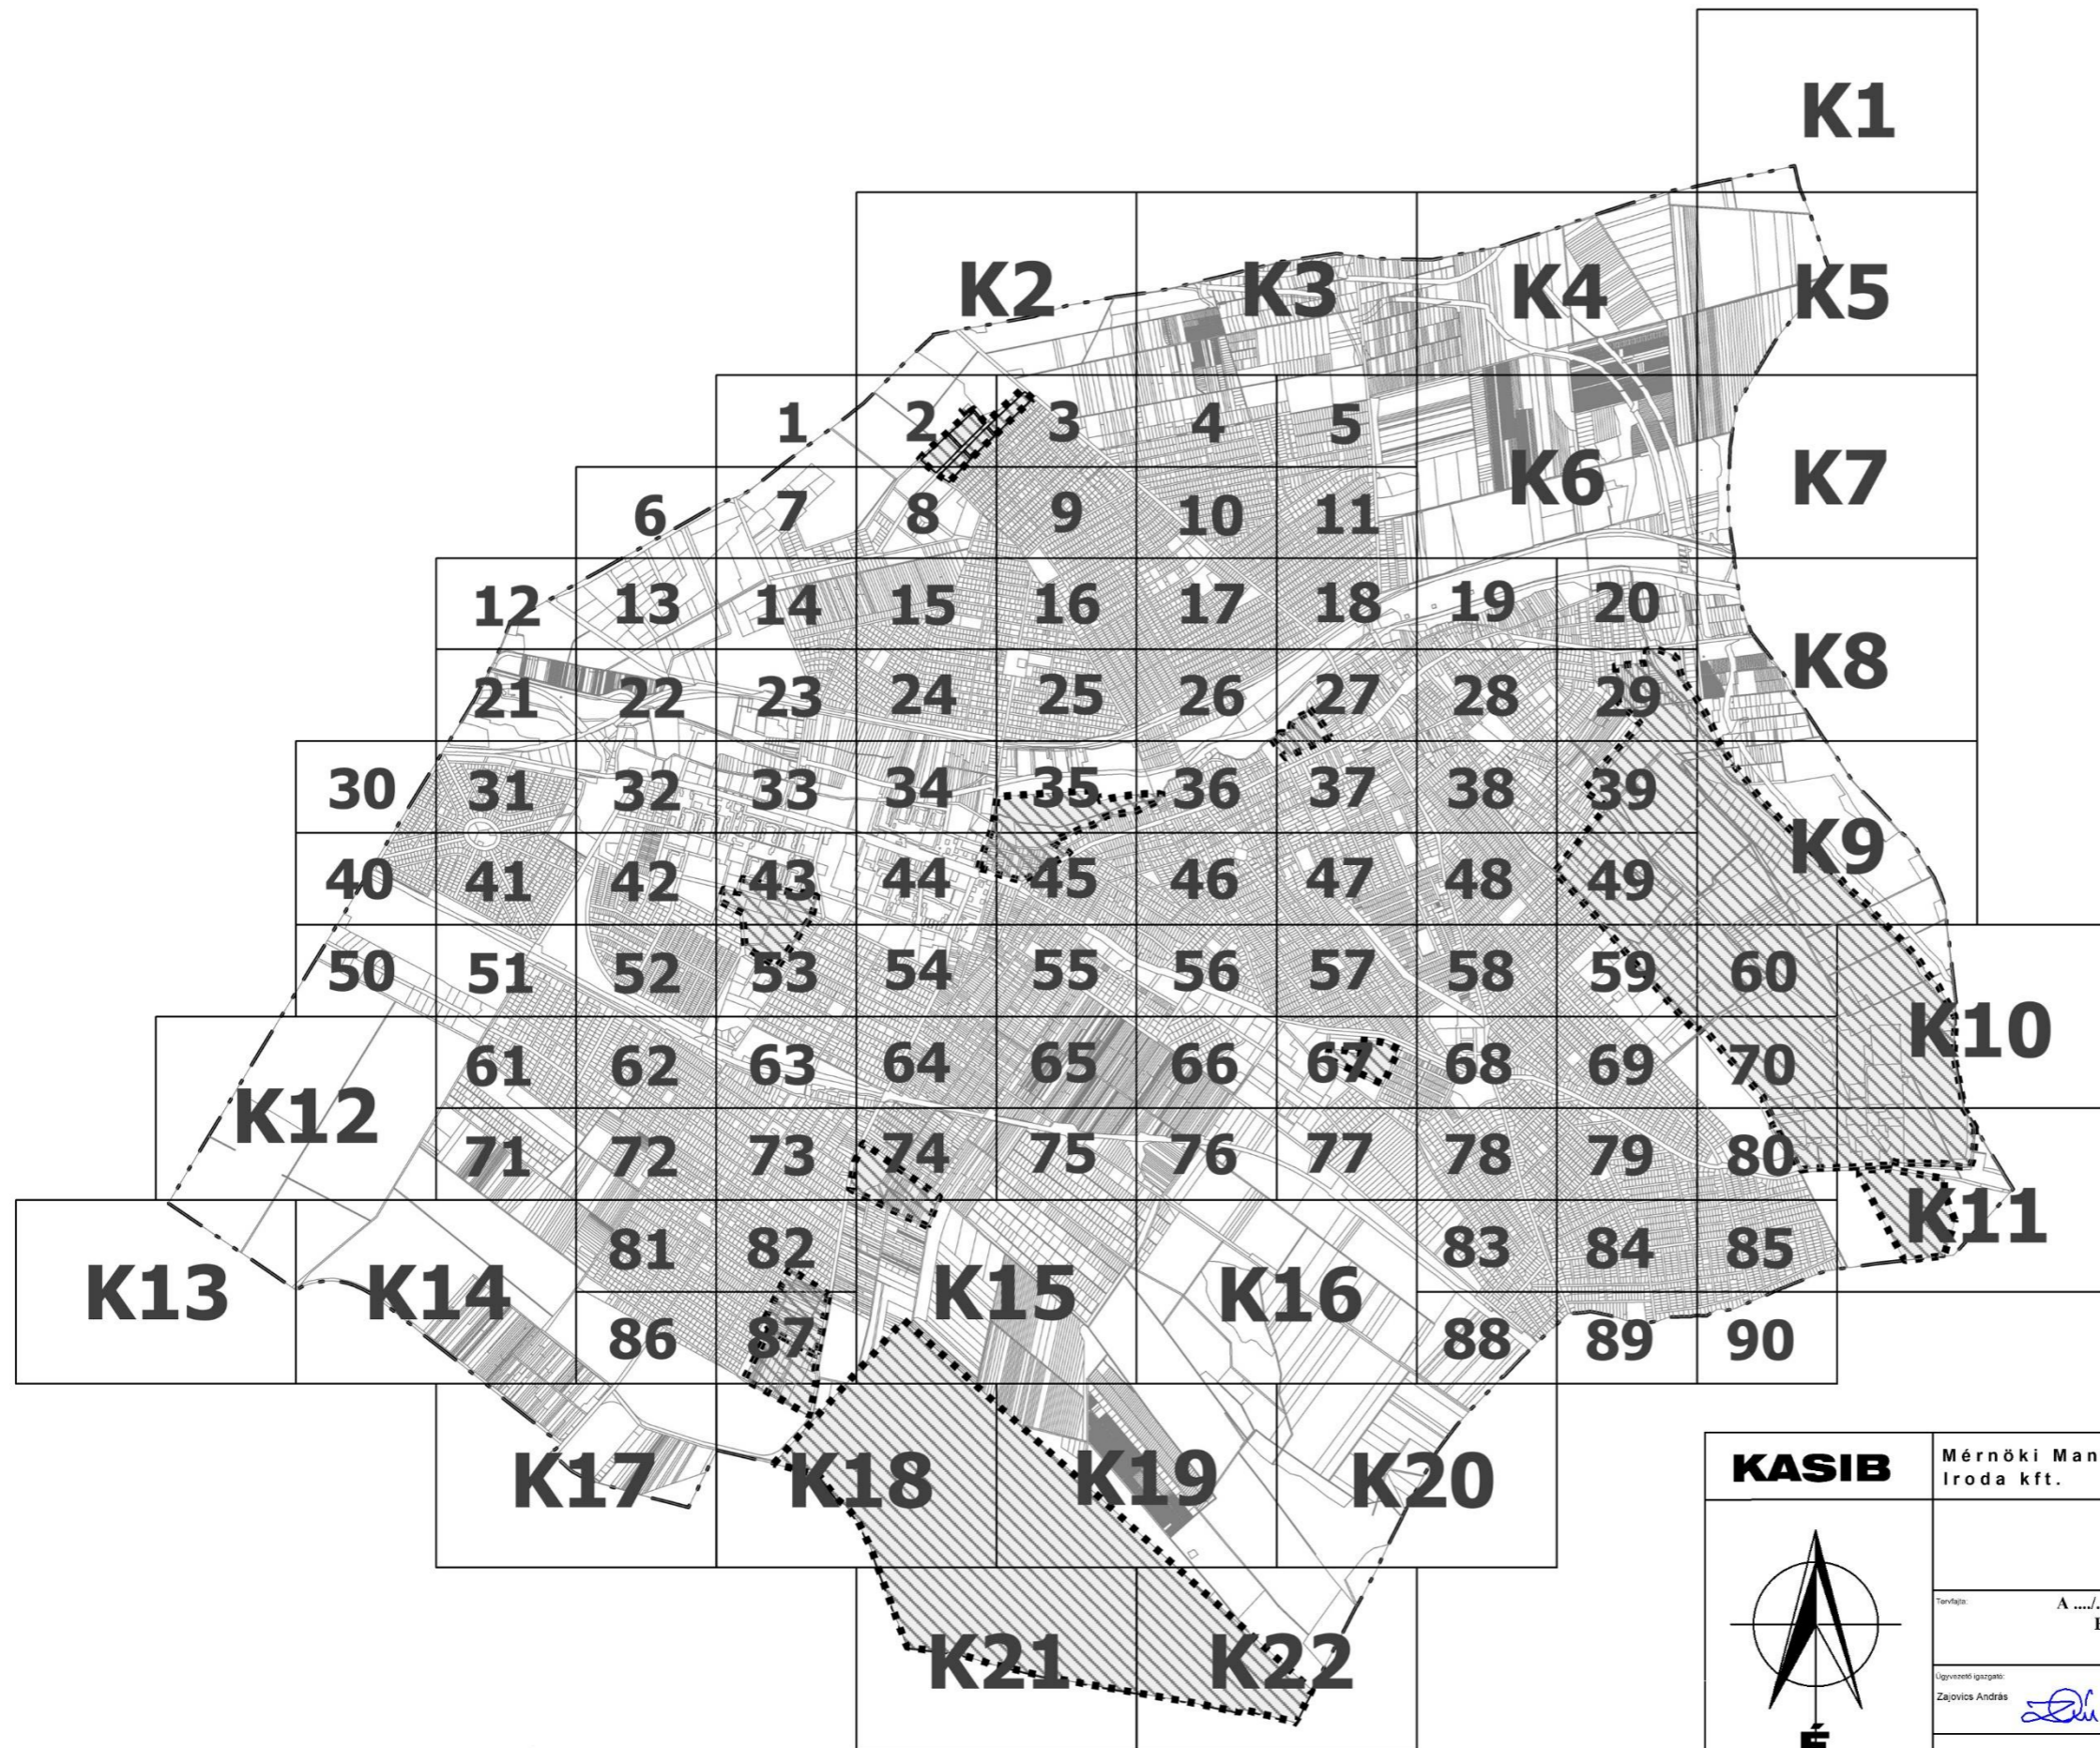 K1
K2 K3 K4 K5
1 2 3 4 5
K6 K7
6 7 8 9 10 11
12 13 14 15 16 17 18 19 20
K8
21 22 23 24 25 26 27 28 29
30 31 32 33 34 35 36 37 38 39
K9
40 41 42 43 44 45 46 47 48 49
50 51 52 53 54 55 56 57 58 59 60
K10
61 62 63 64 65 66 67 68 69 70
K12
71 72 73 74 75 76 77 78 79 80
K11
81 82 83 84 85
K13 K14 K15 K16
86 87 88 89 90
K17 K18 K19 K20
K21 K22
KASIB
Mérnöki Man
Iroda kft.
Tervfajta:
A ..../.
Ügyvezető igazgató:
Zajovics András
É